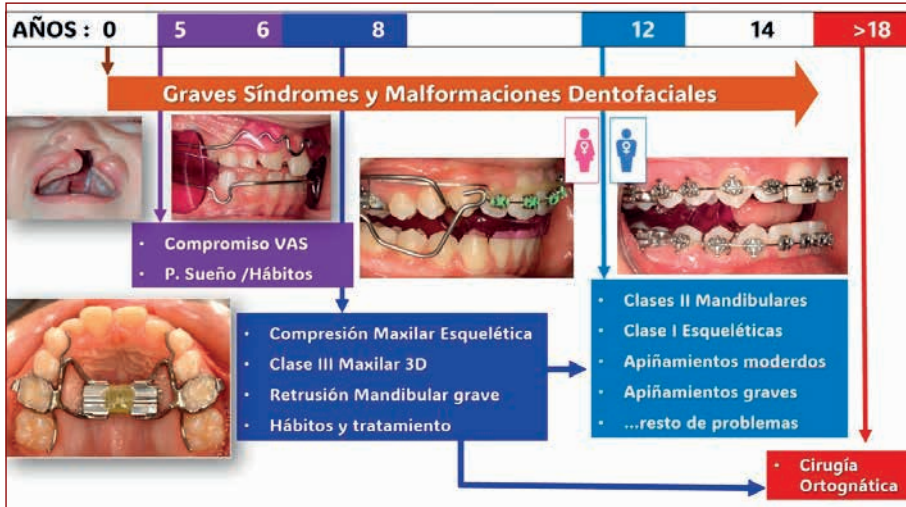 AÑOS : 0 5 6 8 12 14 >18
Graves Síndromes y Malformaciones Dentofaciales
• Compromiso VAS
• P. Sueño /Hábitos
• Compresión Maxilar Esquelética
• Clase III Maxilar 3D
• Retrusión Mandibular grave
• Hábitos y tratamiento
• Clases II Mandibulares
• Clase I Esqueléticas
• Apiñamientos moderdos
• Apiñamientos graves
• ...resto de problemas
• Cirugía
Ortognática